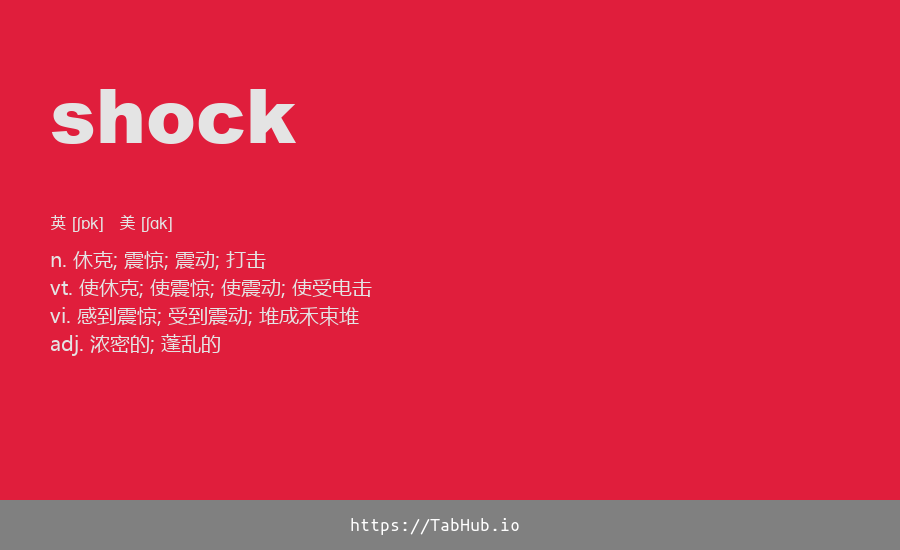 shock
英 [ʃɒk] 美 [ʃɑk]
n. 休克; 震惊; 震动; 打击
vt. 使休克; 使震惊; 使震动; 使受电击
vi. 感到震惊; 受到震动; 堆成禾束堆
adj. 浓密的; 蓬乱的
https://TabHub.io